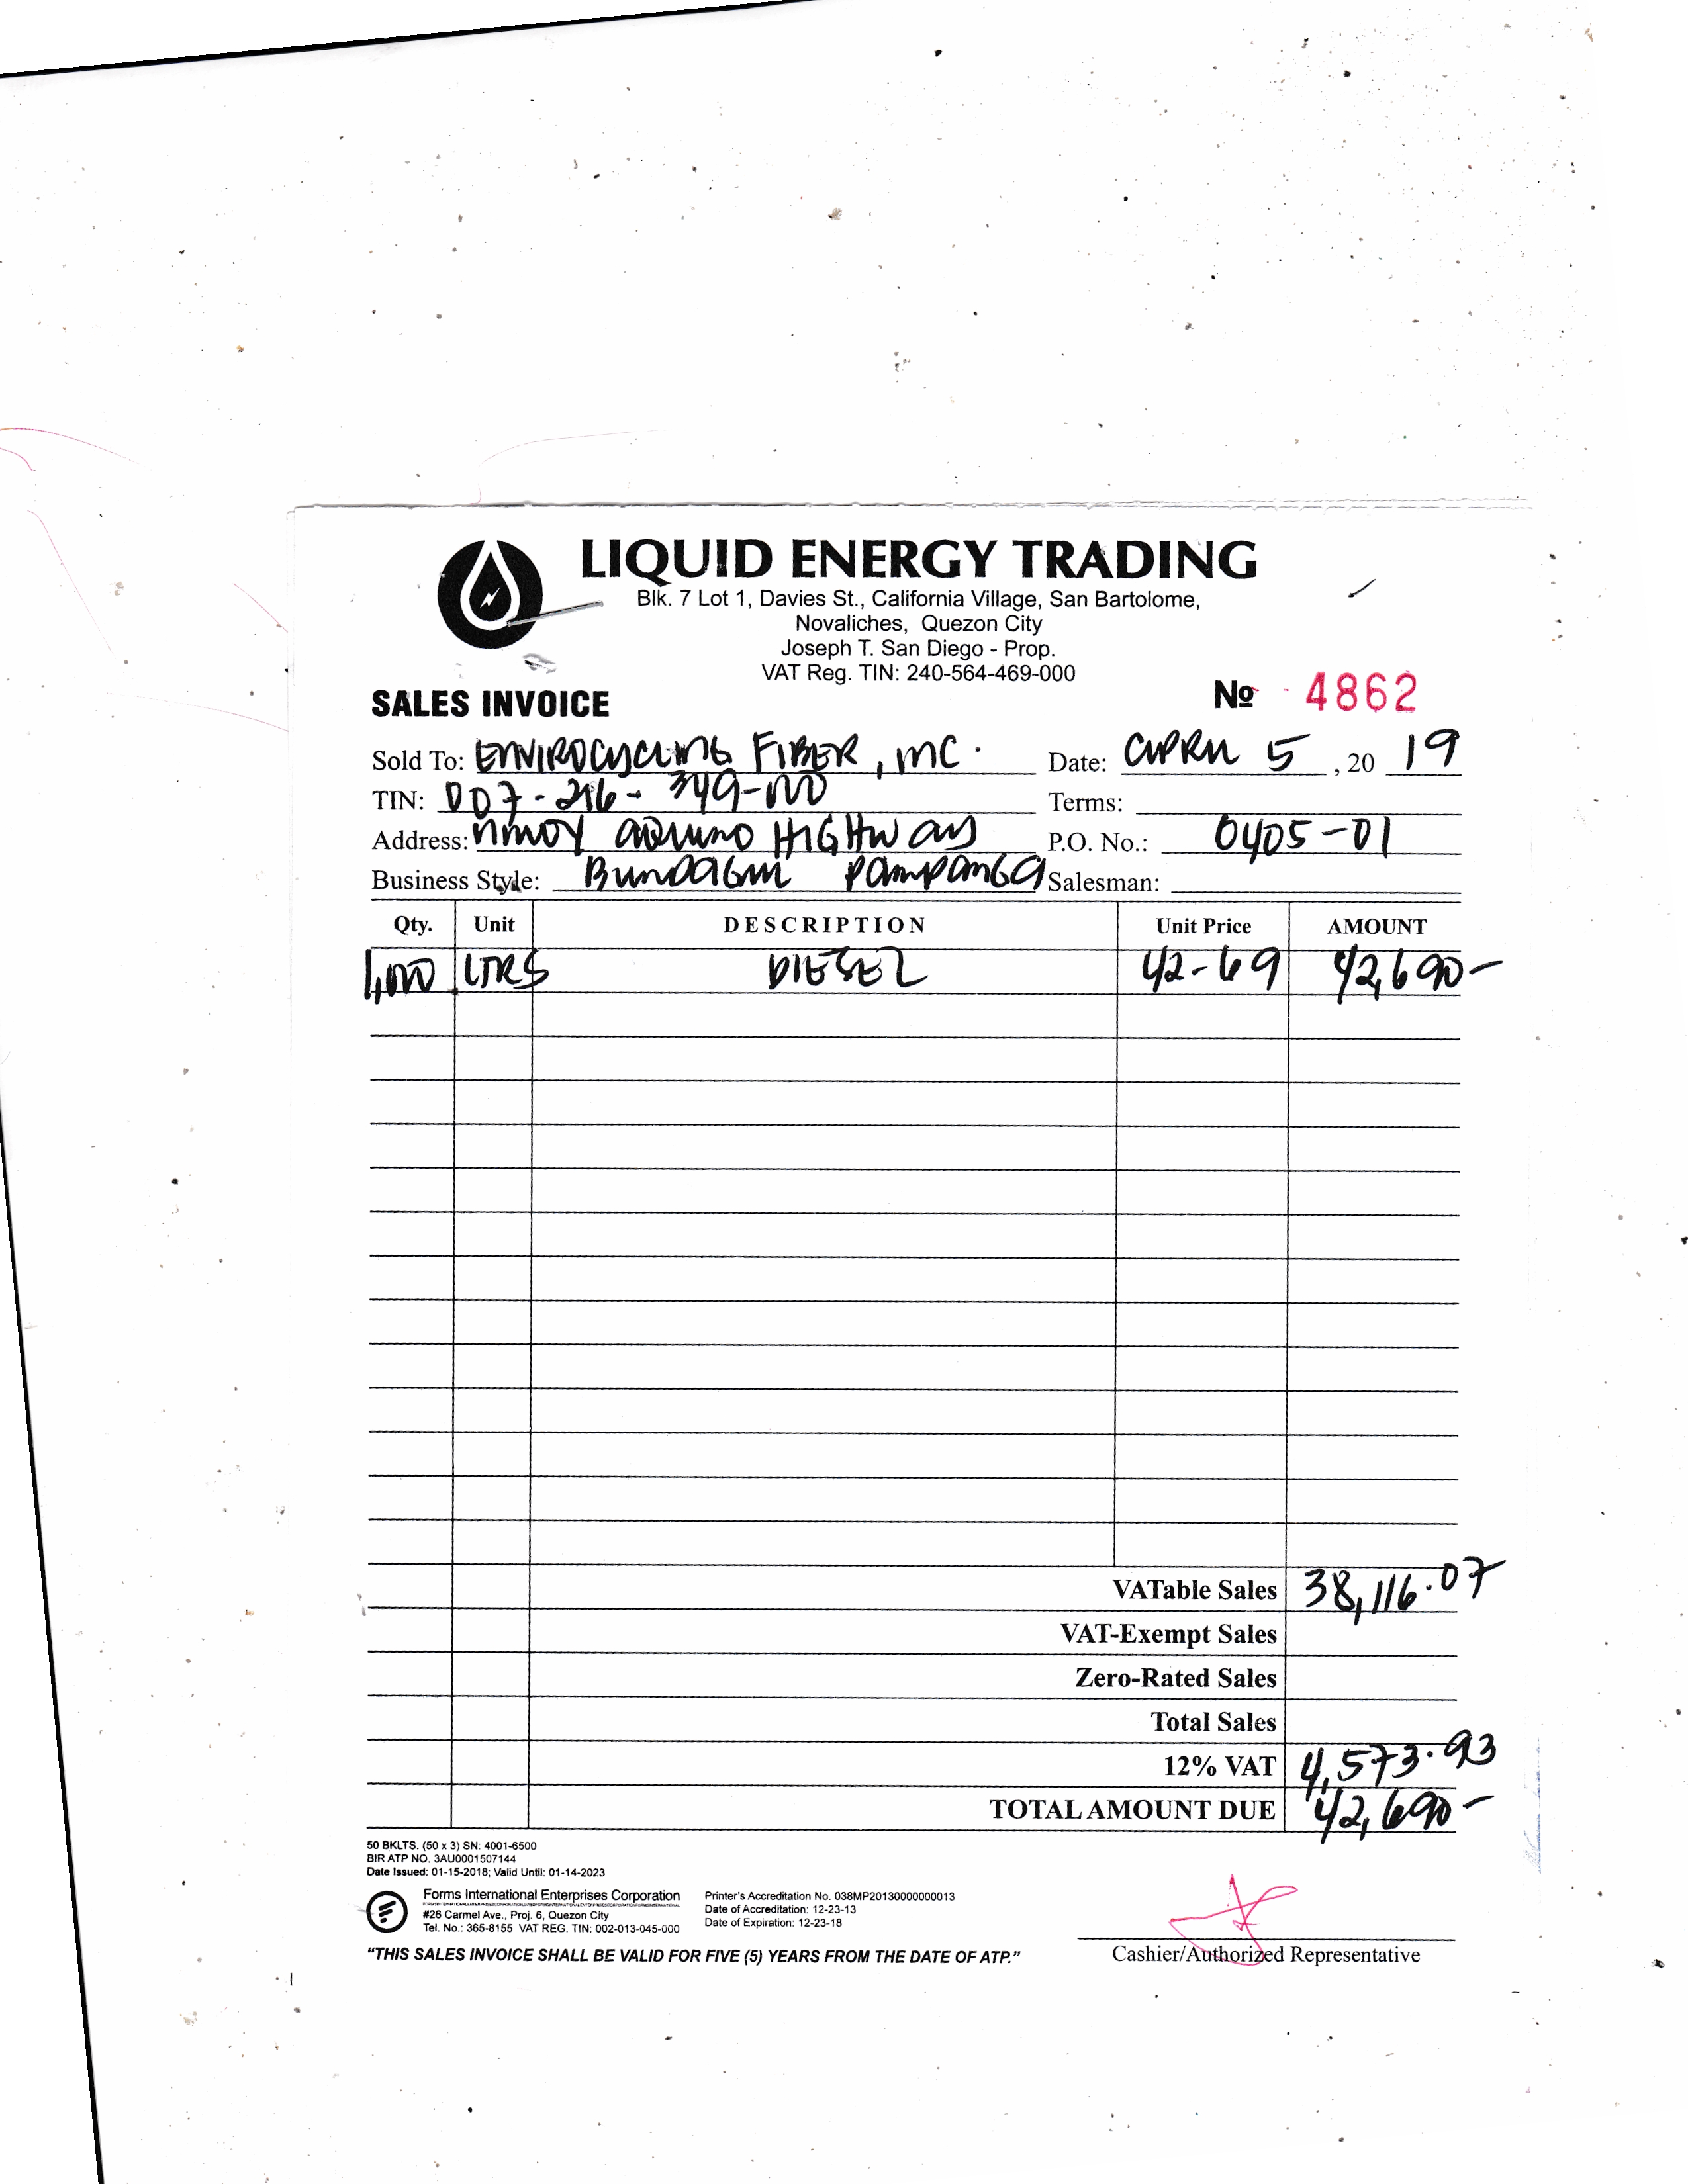 LIQUID ENERGY TRADING
Blk. 7 Lot 1, Davies St., California Village, San Bartolome,
Novaliches, Quezon City
Joseph T. San Diego - Prop.
VAT Reg. TIN: 240-564-469-000
SALES INVOICE
№ 4862
Sold To: ENVIROCYCLING FIBER, INC. Date: APRIL 5, 20 19
TIN: 007-216-349-000 Terms:
Address: NINOY AQUINO HIGHWAY P.O. No.: 0405-01
Business Style: PAMPANGA Salesman:
Qty. Unit DESCRIPTION Unit Price AMOUNT
1,000 LTRS DIESEL 42-69 42,690-
VATable Sales 38,116.07
VAT-Exempt Sales
Zero-Rated Sales
Total Sales
12% VAT 4,573.93
TOTAL AMOUNT DUE 42,690-
50 BKLTS. (50 x 3) SN: 4001-6500
BIR ATP NO. 3AU0001507144
Date Issued: 01-15-2018; Valid Until: 01-14-2023
Forms International Enterprises Corporation
#26 Carmel Ave., Proj. 6, Quezon City
Tel. No.: 365-8155 VAT REG. TIN: 002-013-045-000
Printer's Accreditation No. 038MP20130000000013
Date of Accreditation: 12-23-13
Date of Expiration: 12-23-18
"THIS SALES INVOICE SHALL BE VALID FOR FIVE (5) YEARS FROM THE DATE OF ATP."
Cashier/Authorized Representative